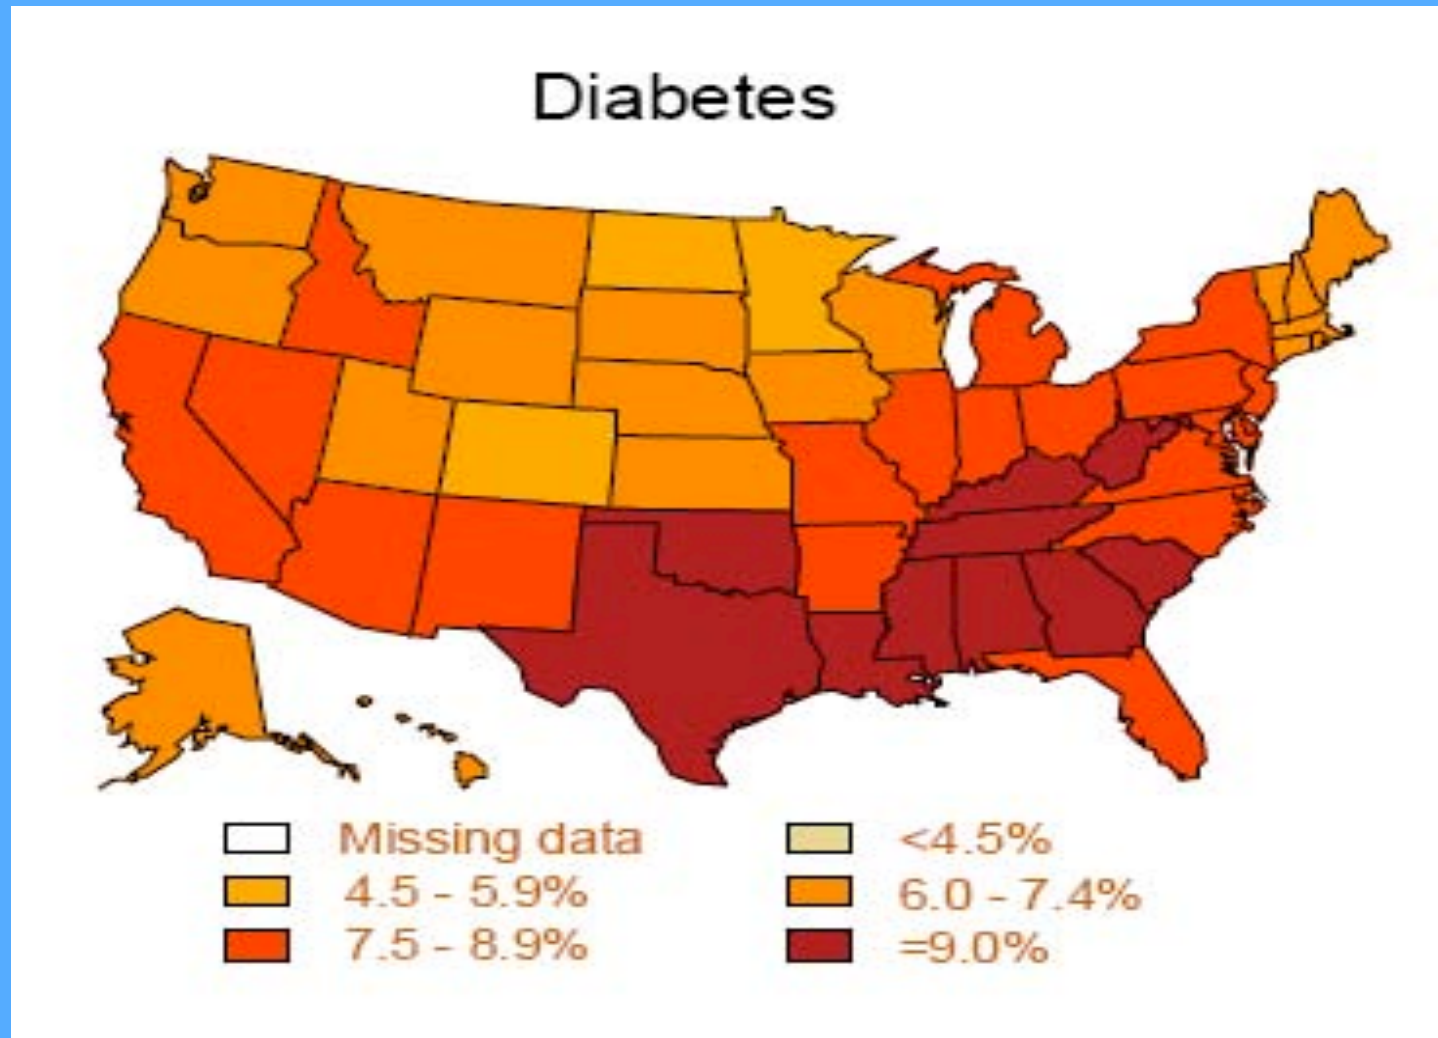 Diabetes
Missing data
<4.5%
4.5 - 5.9%
6.0 - 7.4%
7.5 - 8.9%
=9.0%